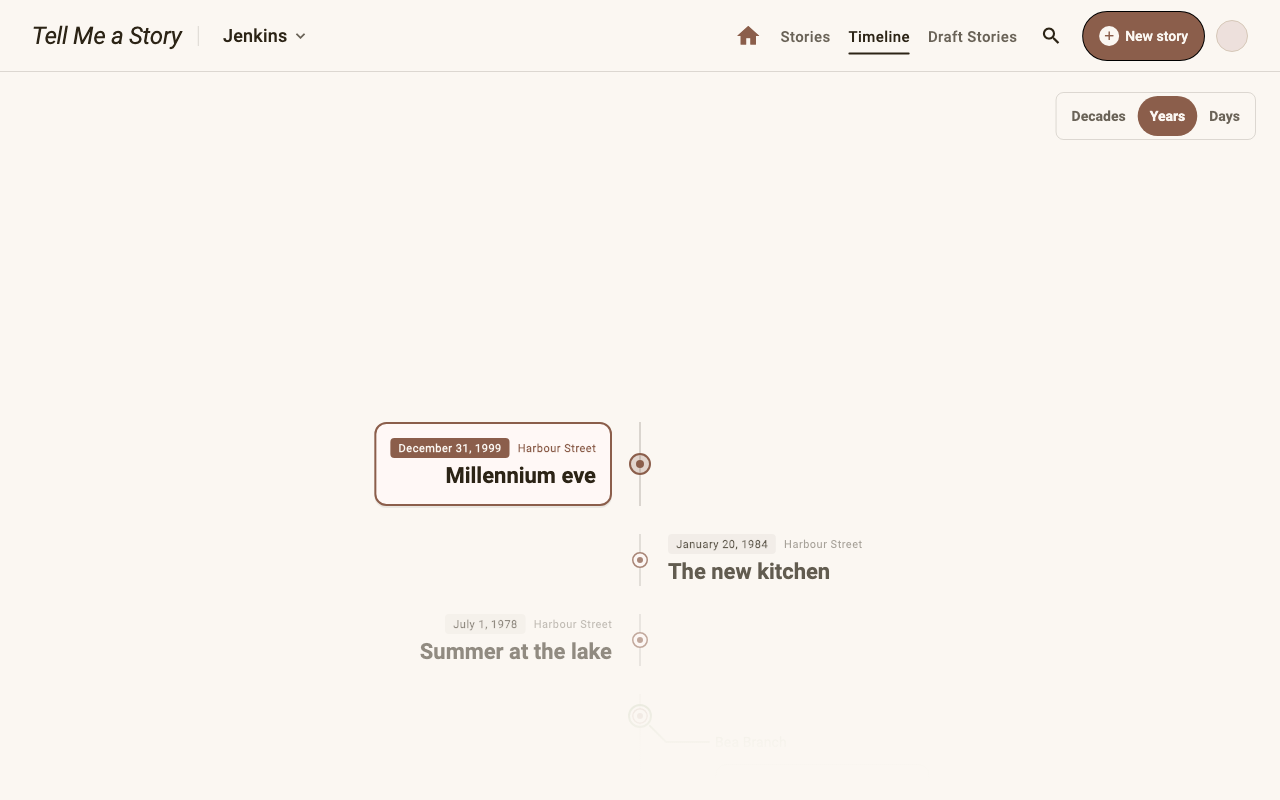 Tell Me a Story
Jenkins
Stories
Timeline
Draft Stories
New story
Decades
Years
Days
December 31, 1999 Harbour Street
Millennium eve
January 20, 1984 Harbour Street
The new kitchen
July 1, 1978 Harbour Street
Summer at the lake
Branch